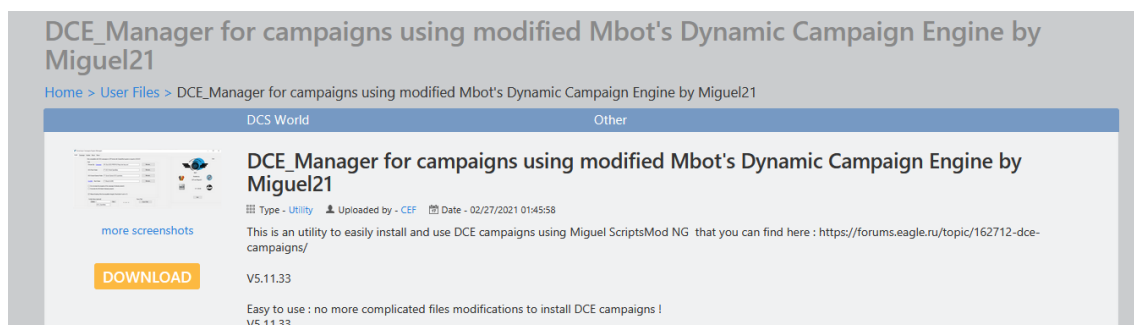 DCE_Manager for campaigns using modified Mbot's Dynamic Campaign Engine by
Miguel21
Home > User Files > DCE_Manager for campaigns using modified Mbot's Dynamic Campaign Engine by Miguel21
DCS World Other
DCE_Manager for campaigns using modified Mbot's Dynamic Campaign Engine by
Miguel21
Type - Utility Uploaded by - CEF Date - 02/27/2021 01:45:58
more screenshots
This is an utility to easily install and use DCE campaigns using Miguel ScriptsMod NG that you can find here : https://forums.eagle.ru/topic/162712-dce-
campaigns/
DOWNLOAD
V5.11.33
Easy to use : no more complicated files modifications to install DCE campaigns !
V5.11.33